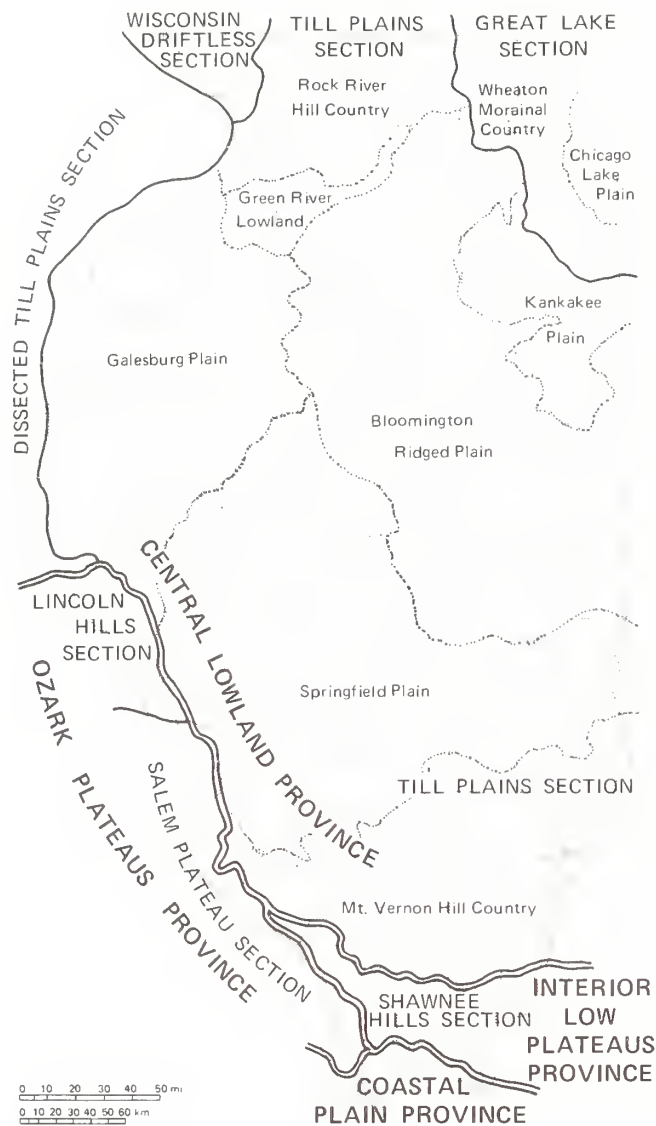 WISCONSIN
DRIFTLESS
SECTION
TILL PLAINS
SECTION
GREAT LAKE
SECTION
Rock River
Hill Country
Wheaton
Morainal
Country
Chicago
Lake
Plain
DISSECTED TILL PLAINS SECTION
Green River
Lowland
Kankakee
Plain
Galesburg Plain
Bloomington
Ridged Plain
CENTRAL LOWLAND PROVINCE
LINCOLN
HILLS
SECTION
OZARK PLATEAUS PROVINCE
Springfield Plain
SALEM PLATEAU SECTION
TILL PLAINS SECTION
Mt. Vernon Hill Country
SHAWNEE
HILLS SECTION
INTERIOR
LOW
PLATEAUS
PROVINCE
COASTAL
PLAIN PROVINCE
0 10 20 30 40 50 mi
0 10 20 30 40 50 60 km